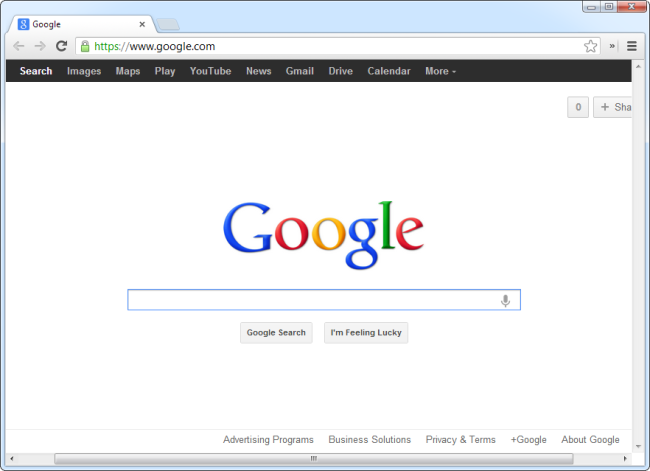 Google
https://www.google.com
Search Images Maps Play YouTube News Gmail Drive Calendar More
0 + Sha
Google
Google Search I'm Feeling Lucky
Advertising Programs Business Solutions Privacy & Terms +Google About Google